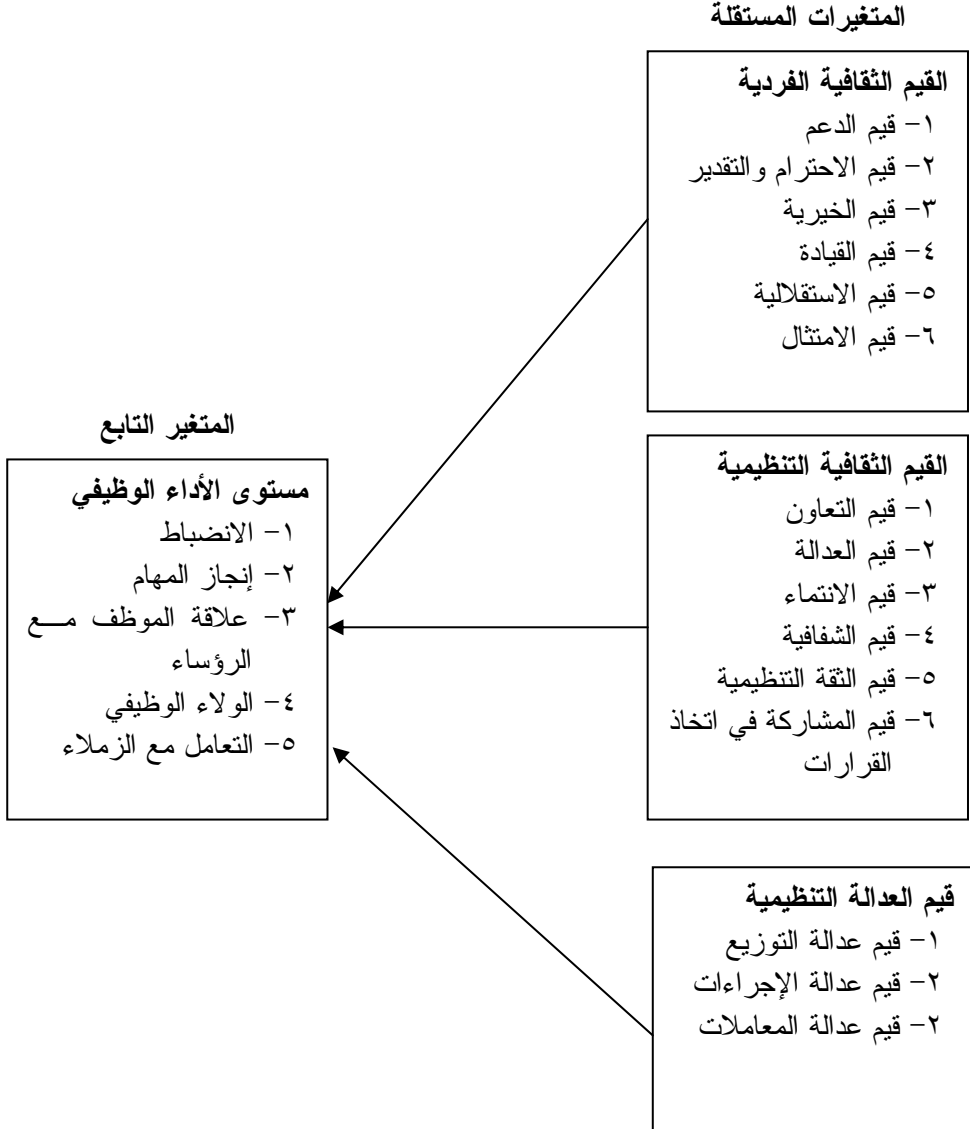 المتغيرات المستقلة
القيم الثقافية الفردية
١- قيم الدعم
٢- قيم الاحترام والتقدير
٣- قيم الخيرية
٤- قيم القيادة
٥- قيم الاستقلالية
٦- قيم الامتثال
القيم الثقافية التنظيمية
١- قيم التعاون
٢- قيم العدالة
٣- قيم الانتماء
٤- قيم الشفافية
٥- قيم الثقة التنظيمية
٦- قيم المشاركة في اتخاذ
القرارات
قيم العدالة التنظيمية
١- قيم عدالة التوزيع
٢- قيم عدالة الإجراءات
٢- قيم عدالة المعاملات
المتغير التابع
مستوى الأداء الوظيفي
١- الانضباط
٢- إنجاز المهام
٣- علاقة الموظف مـــع
الرؤساء
٤- الولاء الوظيفي
٥- التعامل مع الزملاء